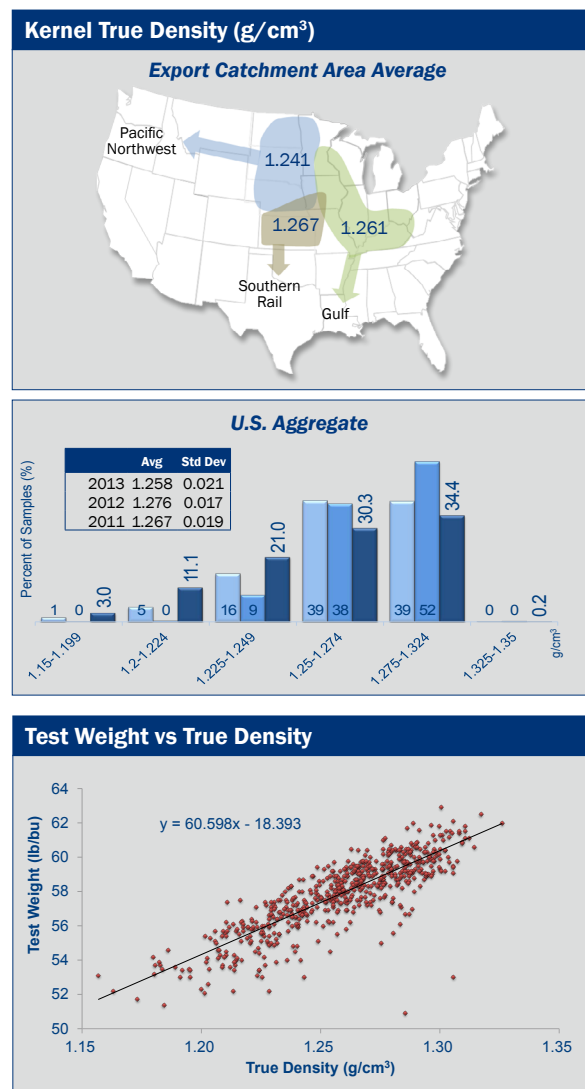 Kernel True Density (g/cm³)
Export Catchment Area Average
Pacific
Northwest
1.241
1.267
1.261
Southern
Rail
Gulf
U.S. Aggregate
Percent of Samples (%)
Avg Std Dev
2013 1.258 0.021
2012 1.276 0.017
2011 1.267 0.019
1 0 3.0
5 0 11.1
16 9 21.0
39 38 30.3
39 52 34.4
0 0 0.2
1.15-1.199
1.2-1.224
1.225-1.249
1.25-1.274
1.275-1.324
1.325-1.35
g/cm³
Test Weight vs True Density
Test Weight (lb/bu)
64
62
60
58
56
54
52
50
y = 60.598x - 18.393
1.15 1.20 1.25 1.30 1.35
True Density (g/cm³)